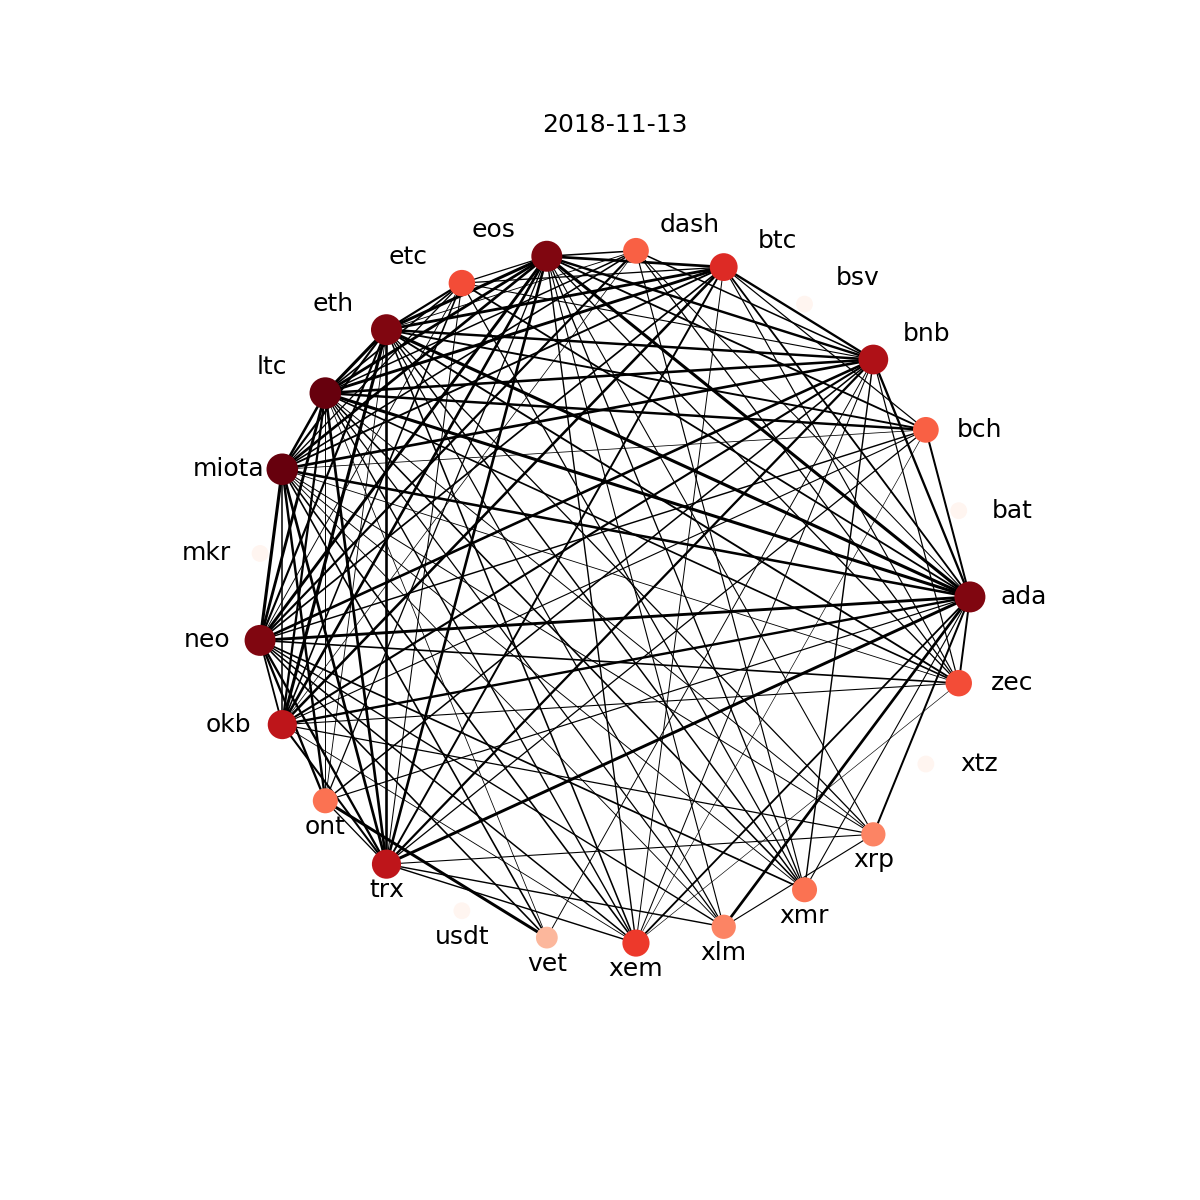 2018-11-13
dash
eos
btc
etc
bsv
eth
bnb
ltc
bch
miota
bat
mkr
ada
neo
zec
okb
xtz
ont
xrp
trx
xmr
usdt
xlm
vet
xem